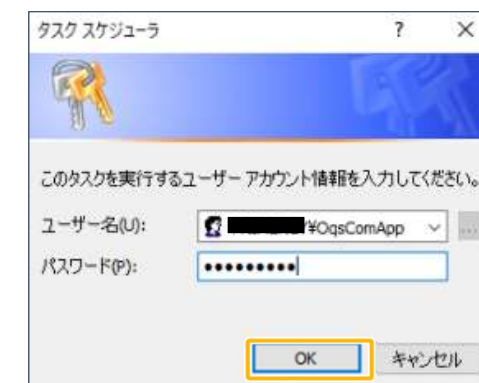 タスク スケジューラ ? ×
このタスクを実行するユーザー アカウント情報を入力してください。
ユーザー名(U): ¥OqsComApp ...
パスワード(P): •••••••••
OK キャンセル